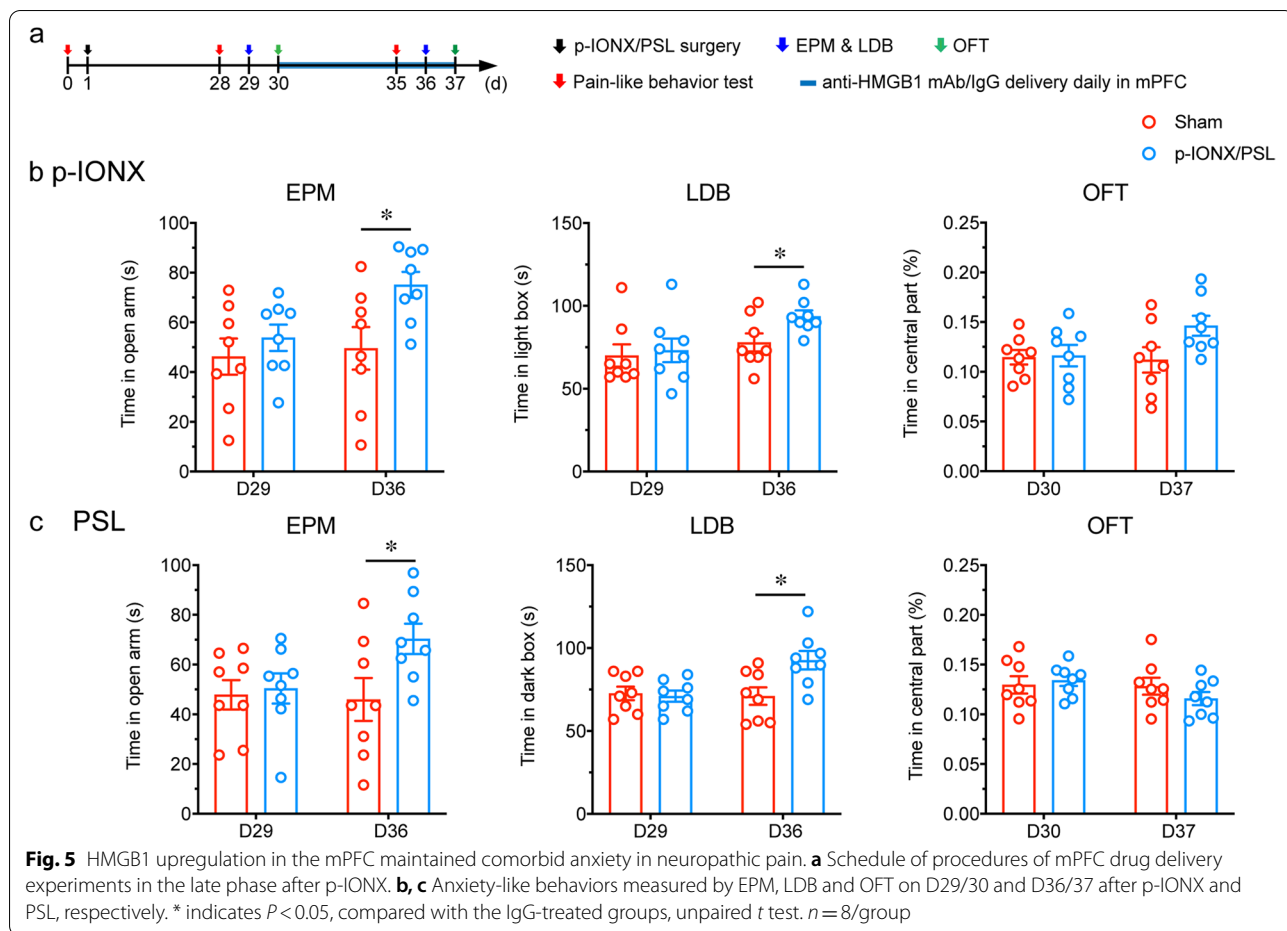 a
0 1 28 29 30 35 36 37 (d)
p-IONX/PSL surgery EPM & LDB OFT
Pain-like behavior test anti-HMGB1 mAb/IgG delivery daily in mPFC
Sham
p-IONX/PSL
b p-IONX
EPM
Time in open arm (s)
100
80
60
40
20
0
*
D29 D36
LDB
Time in light box (s)
150
100
50
0
*
D29 D36
OFT
Time in central part (%)
0.25
0.20
0.15
0.10
0.05
0.00
D30 D37
c PSL
EPM
Time in open arm (s)
100
80
60
40
20
0
*
D29 D36
LDB
Time in dark box (s)
150
100
50
0
*
D29 D36
OFT
Time in central part (%)
0.25
0.20
0.15
0.10
0.05
0.00
D30 D37
Fig. 5 HMGB1 upregulation in the mPFC maintained comorbid anxiety in neuropathic pain. a Schedule of procedures of mPFC drug delivery
experiments in the late phase after p-IONX. b, c Anxiety-like behaviors measured by EPM, LDB and OFT on D29/30 and D36/37 after p-IONX and
PSL, respectively. * indicates P < 0.05, compared with the IgG-treated groups, unpaired t test. n = 8/group